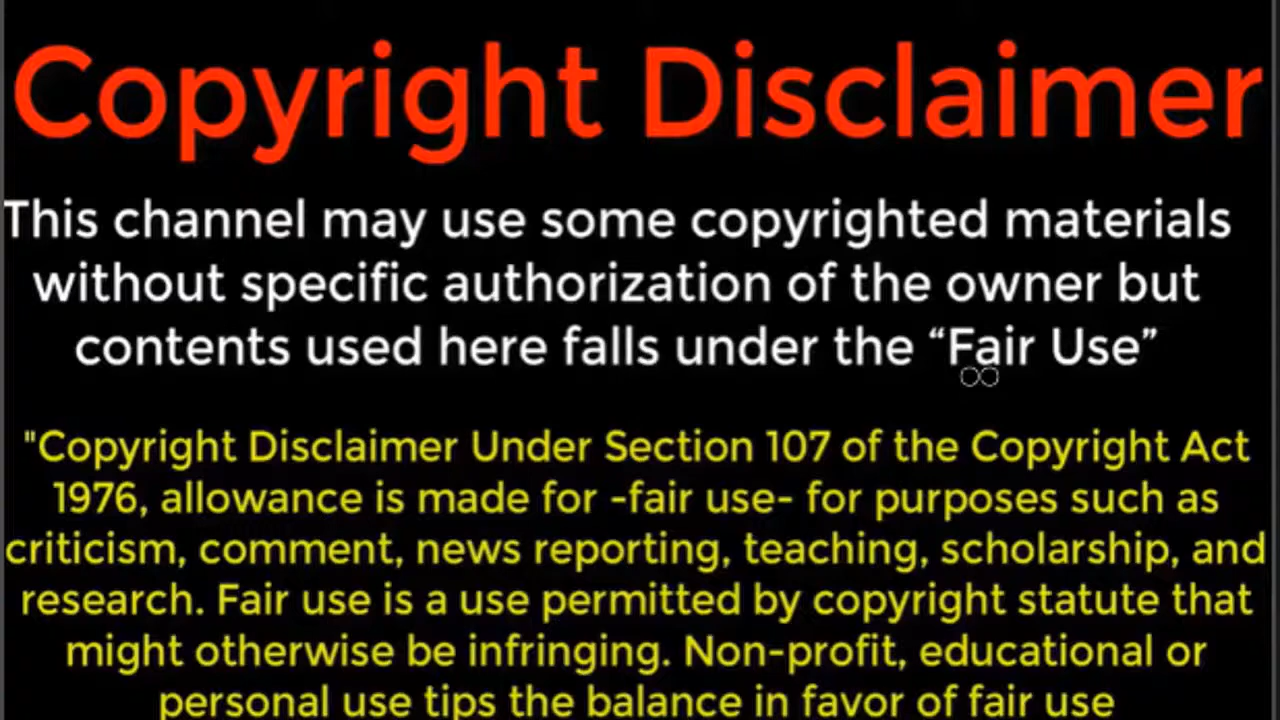 Copyright Disclaimer
This channel may use some copyrighted materials
without specific authorization of the owner but
contents used here falls under the “Fair Use”
"Copyright Disclaimer Under Section 107 of the Copyright Act
1976, allowance is made for -fair use- for purposes such as
criticism, comment, news reporting, teaching, scholarship, and
research. Fair use is a use permitted by copyright statute that
might otherwise be infringing. Non-profit, educational or
personal use tips the balance in favor of fair use